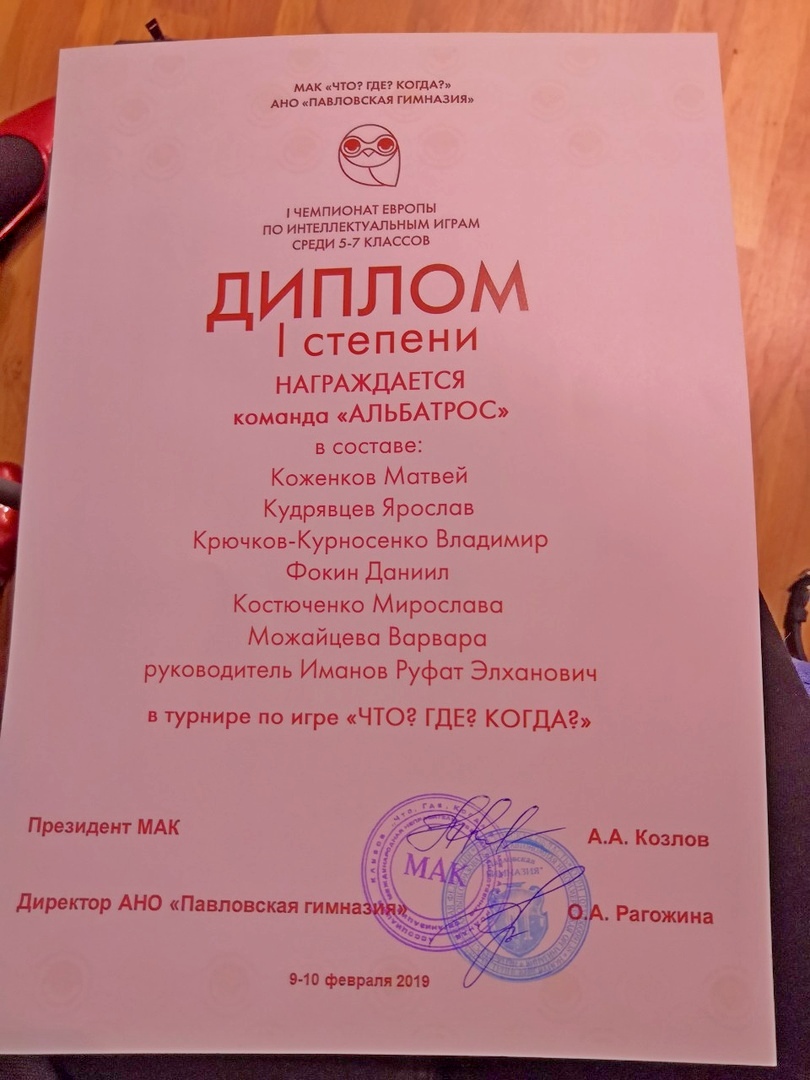 МАК «ЧТО? ГДЕ? КОГДА?»
АНО «ПАВЛОВСКАЯ ГИМНАЗИЯ»
I ЧЕМПИОНАТ ЕВРОПЫ
ПО ИНТЕЛЛЕКТУАЛЬНЫМ ИГРАМ
СРЕДИ 5-7 КЛАССОВ
ДИПЛОМ
I степени
НАГРАЖДАЕТСЯ
команда «АЛЬБАТРОС»
в составе:
Коженков Матвей
Кудрявцев Ярослав
Крючков-Курносенко Владимир
Фокин Даниил
Костюченко Мирослава
Можайцева Варвара
руководитель Иманов Руфат Элханович
в турнире по игре «ЧТО? ГДЕ? КОГДА?»
Президент МАК
МАК
А.А. Козлов
Директор АНО «Павловская гимназия»
О.А. Рагожина
9-10 февраля 2019